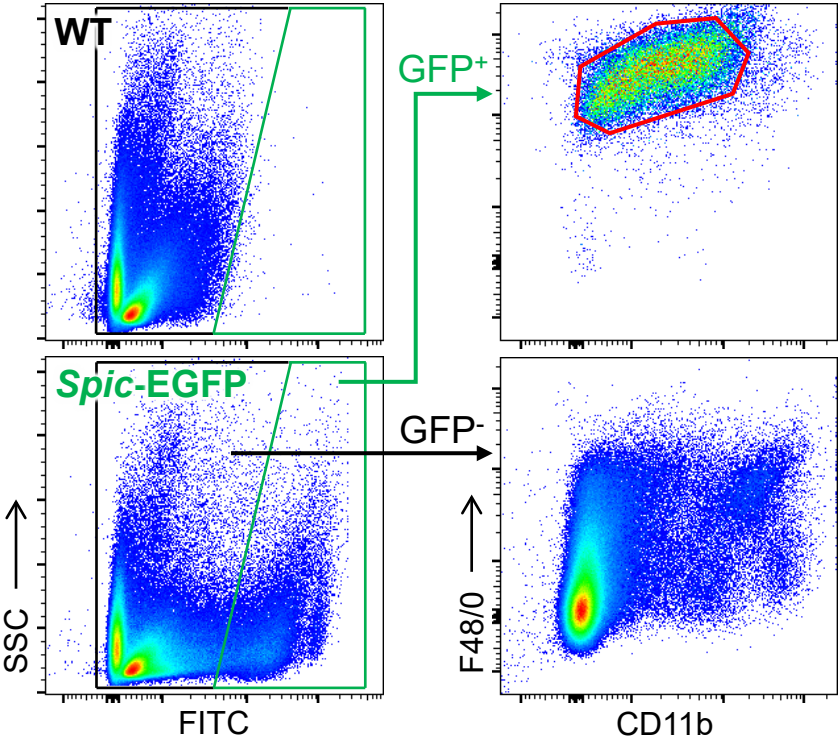 WT
GFP⁺
Spic-EGFP
GFP⁻
SSC
F48/0
FITC
CD11b